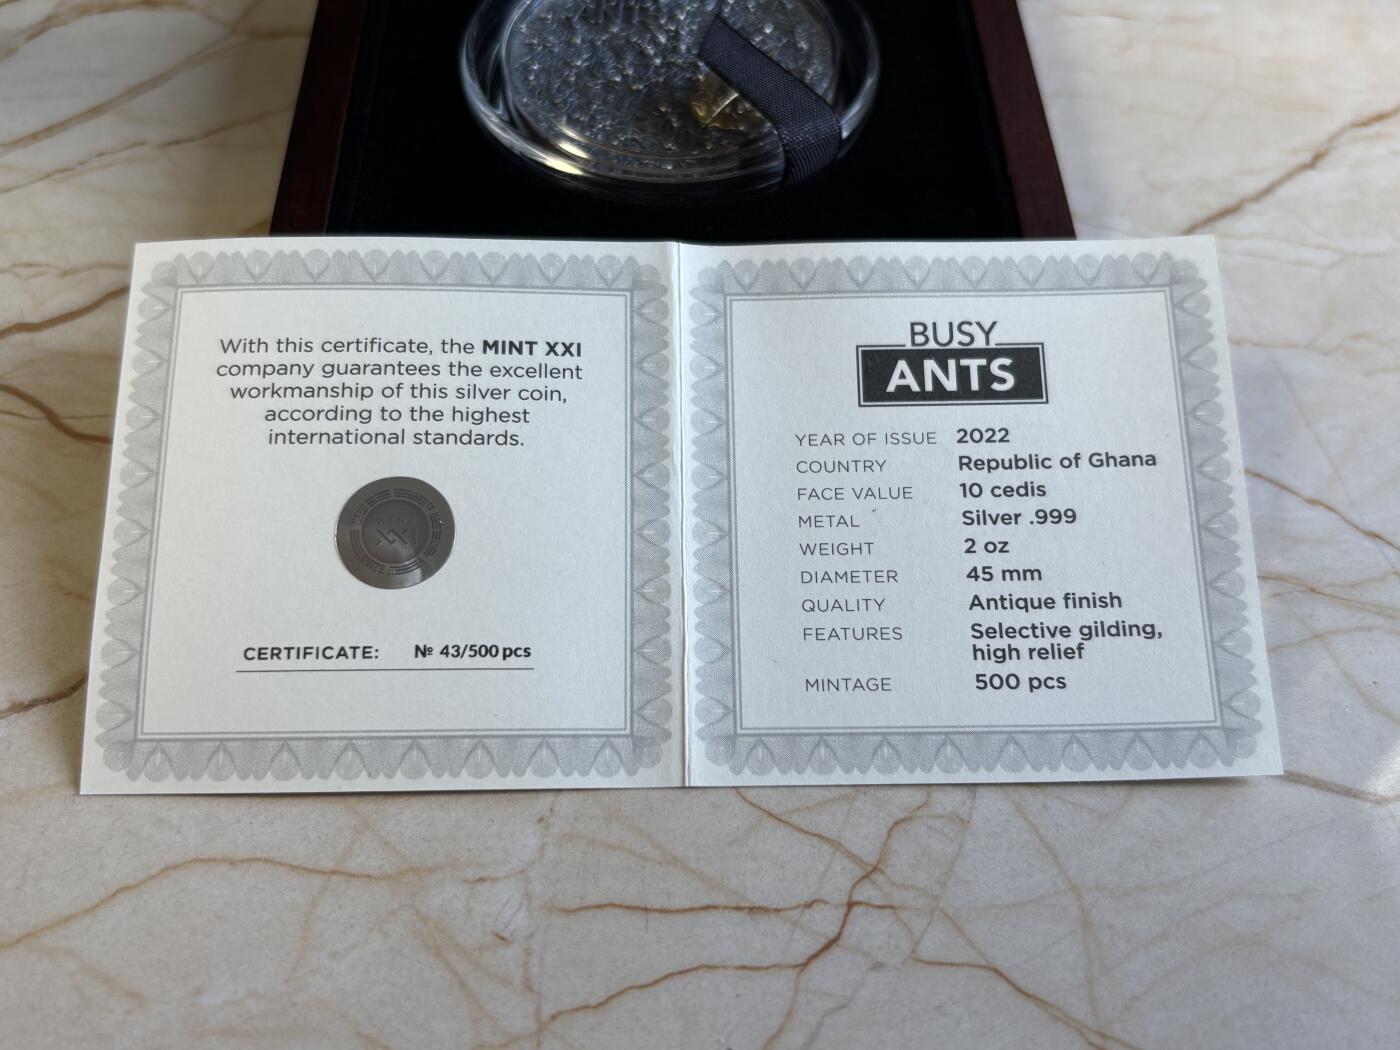 With this certificate, the MINT XXI
company guarantees the excellent
workmanship of this silver coin,
according to the highest
international standards.
MINT
XXI
CERTIFICATE: № 43/500 pcs
BUSY
ANTS
YEAR OF ISSUE 2022
COUNTRY Republic of Ghana
FACE VALUE 10 cedis
METAL Silver .999
WEIGHT 2 oz
DIAMETER 45 mm
QUALITY Antique finish
FEATURES Selective gilding,
high relief
MINTAGE 500 pcs